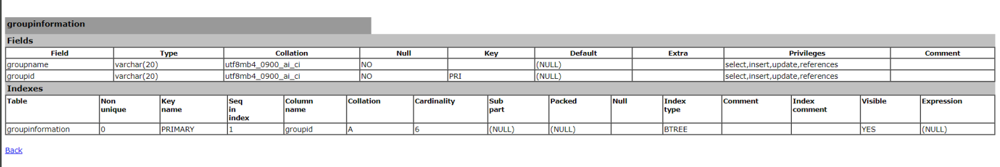 groupinformation
Fields
Field Type Collation Null Key Default Extra Privileges Comment
groupname varchar(20) utf8mb4_0900_ai_ci NO (NULL) select,insert,update,references
groupid varchar(20) utf8mb4_0900_ai_ci NO PRI (NULL) select,insert,update,references
Indexes
Table Non unique Key name Seq in index Column name Collation Cardinality Sub part Packed Null Index type Comment Index comment Visible Expression
groupinformation 0 PRIMARY 1 groupid A 6 (NULL) (NULL) BTREE YES (NULL)
Back